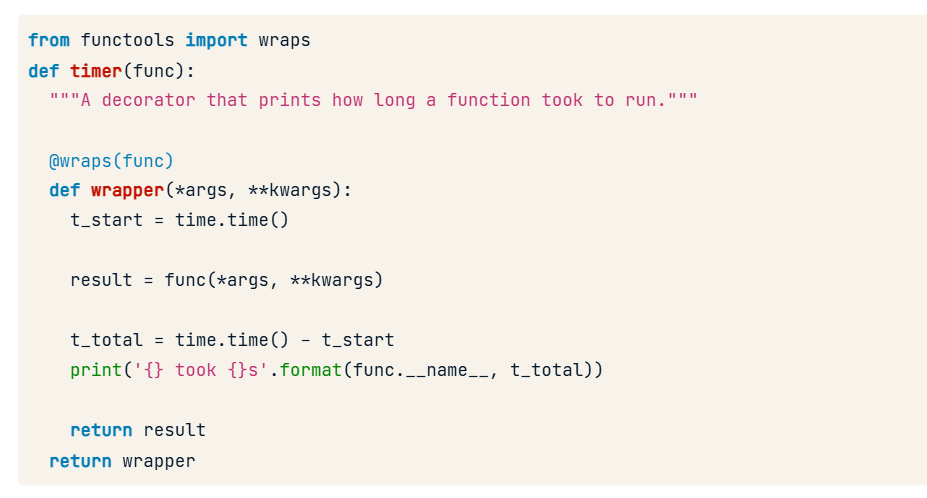 from functools import wraps
def timer(func):
  """A decorator that prints how long a function took to run."""

  @wraps(func)
  def wrapper(*args, **kwargs):
    t_start = time.time()

    result = func(*args, **kwargs)

    t_total = time.time() - t_start
    print('{} took {}s'.format(func.__name__, t_total))

    return result
  return wrapper